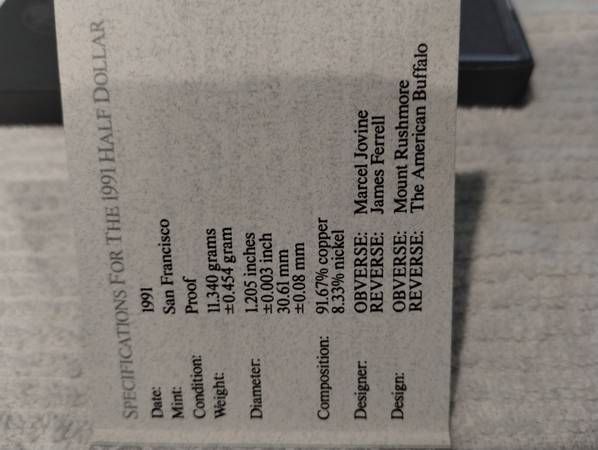 SPECIFICATIONS FOR THE 1991 HALF DOLLAR
Date: 1991
Mint: San Francisco
Condition: Proof
Weight: 11.340 grams
±0.454 gram
Diameter: 1.205 inches
±0.003 inch
30.61 mm
±0.08 mm
Composition: 91.67% copper
8.33% nickel
Designer: OBVERSE: Marcel Jovine
REVERSE: James Ferrell
Design: OBVERSE: Mount Rushmore
REVERSE: The American Buffalo